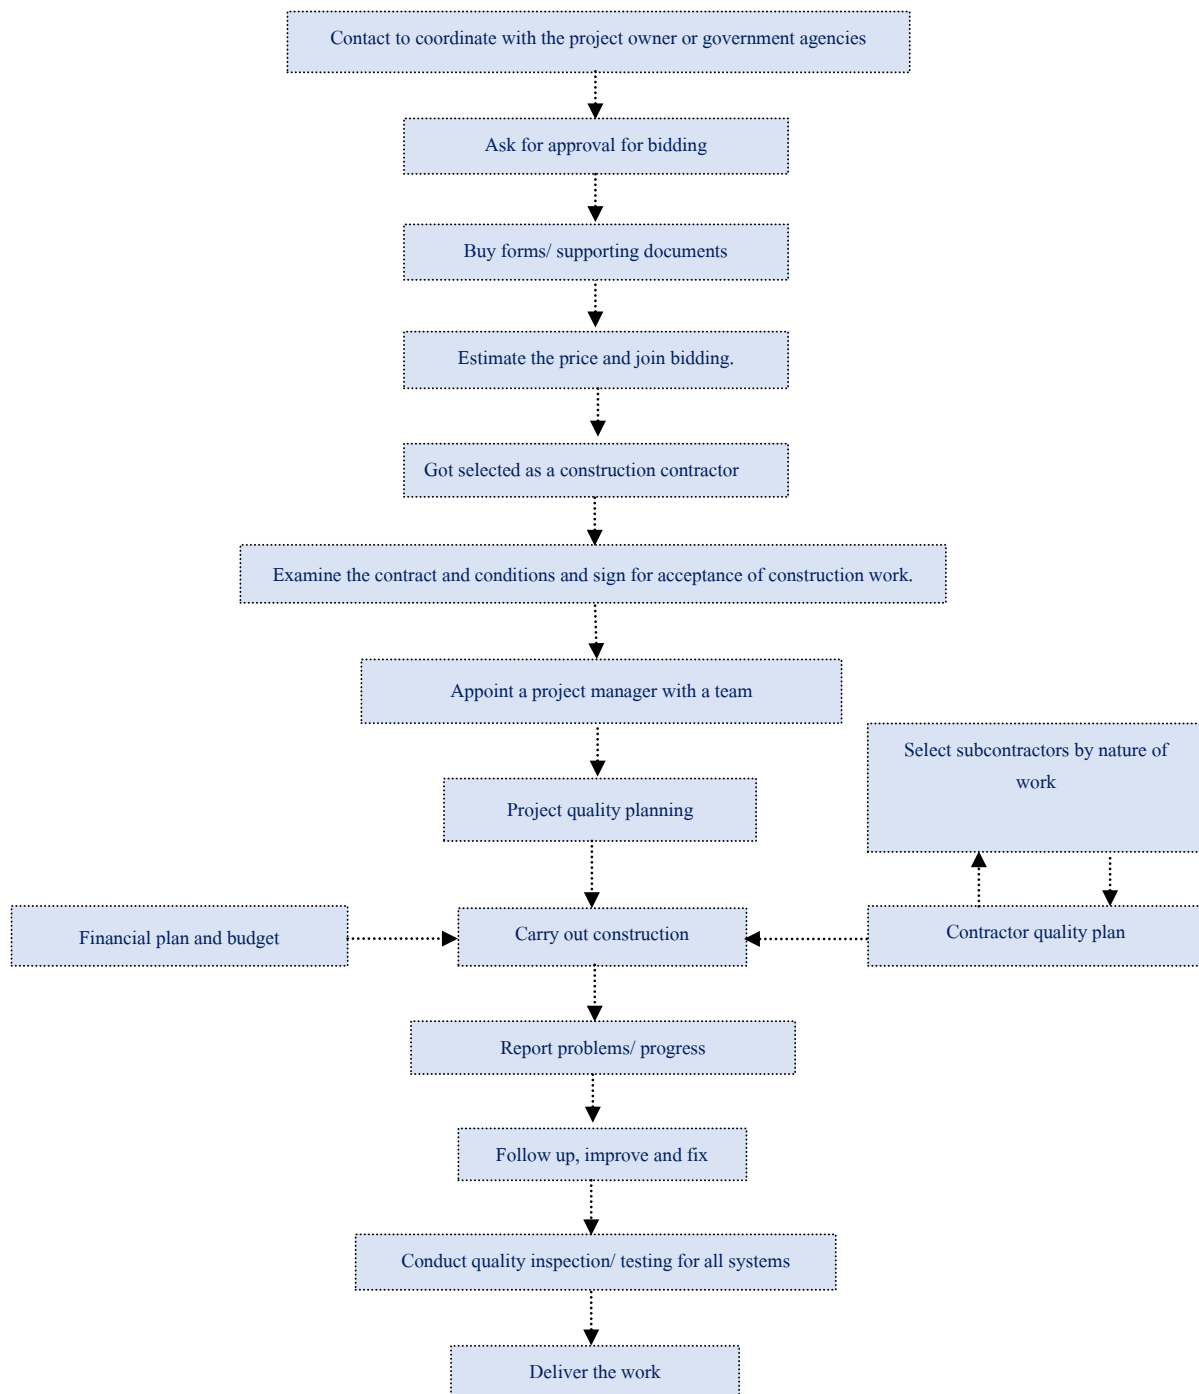 Contact to coordinate with the project owner or government agencies
Ask for approval for bidding
Buy forms/ supporting documents
Estimate the price and join bidding.
Got selected as a construction contractor
Examine the contract and conditions and sign for acceptance of construction work.
Appoint a project manager with a team
Select subcontractors by nature of
work
Project quality planning
Financial plan and budget
Carry out construction
Contractor quality plan
Report problems/ progress
Follow up, improve and fix
Conduct quality inspection/ testing for all systems
Deliver the work